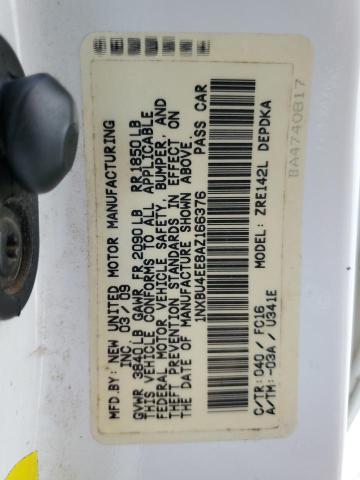 MFD.BY: NEW UNITED MOTOR MANUFACTURING
INC. 03/09
GVWR 3840LB GAWR FR 2090LB RR 1850LB
THIS VEHICLE CONFORMS TO ALL APPLICABLE
FEDERAL MOTOR VEHICLE SAFETY, BUMPER, AND
THEFT PREVENTION STANDARDS IN EFFECT ON
THE DATE OF MANUFACTURE SHOWN ABOVE.
1NXBU4EE8AZ166376 PASS CAR
C/TR: 040 / FC16 MODEL: ZRE142L DEPDKA
A/TM: -03A / U341E
BA4740817